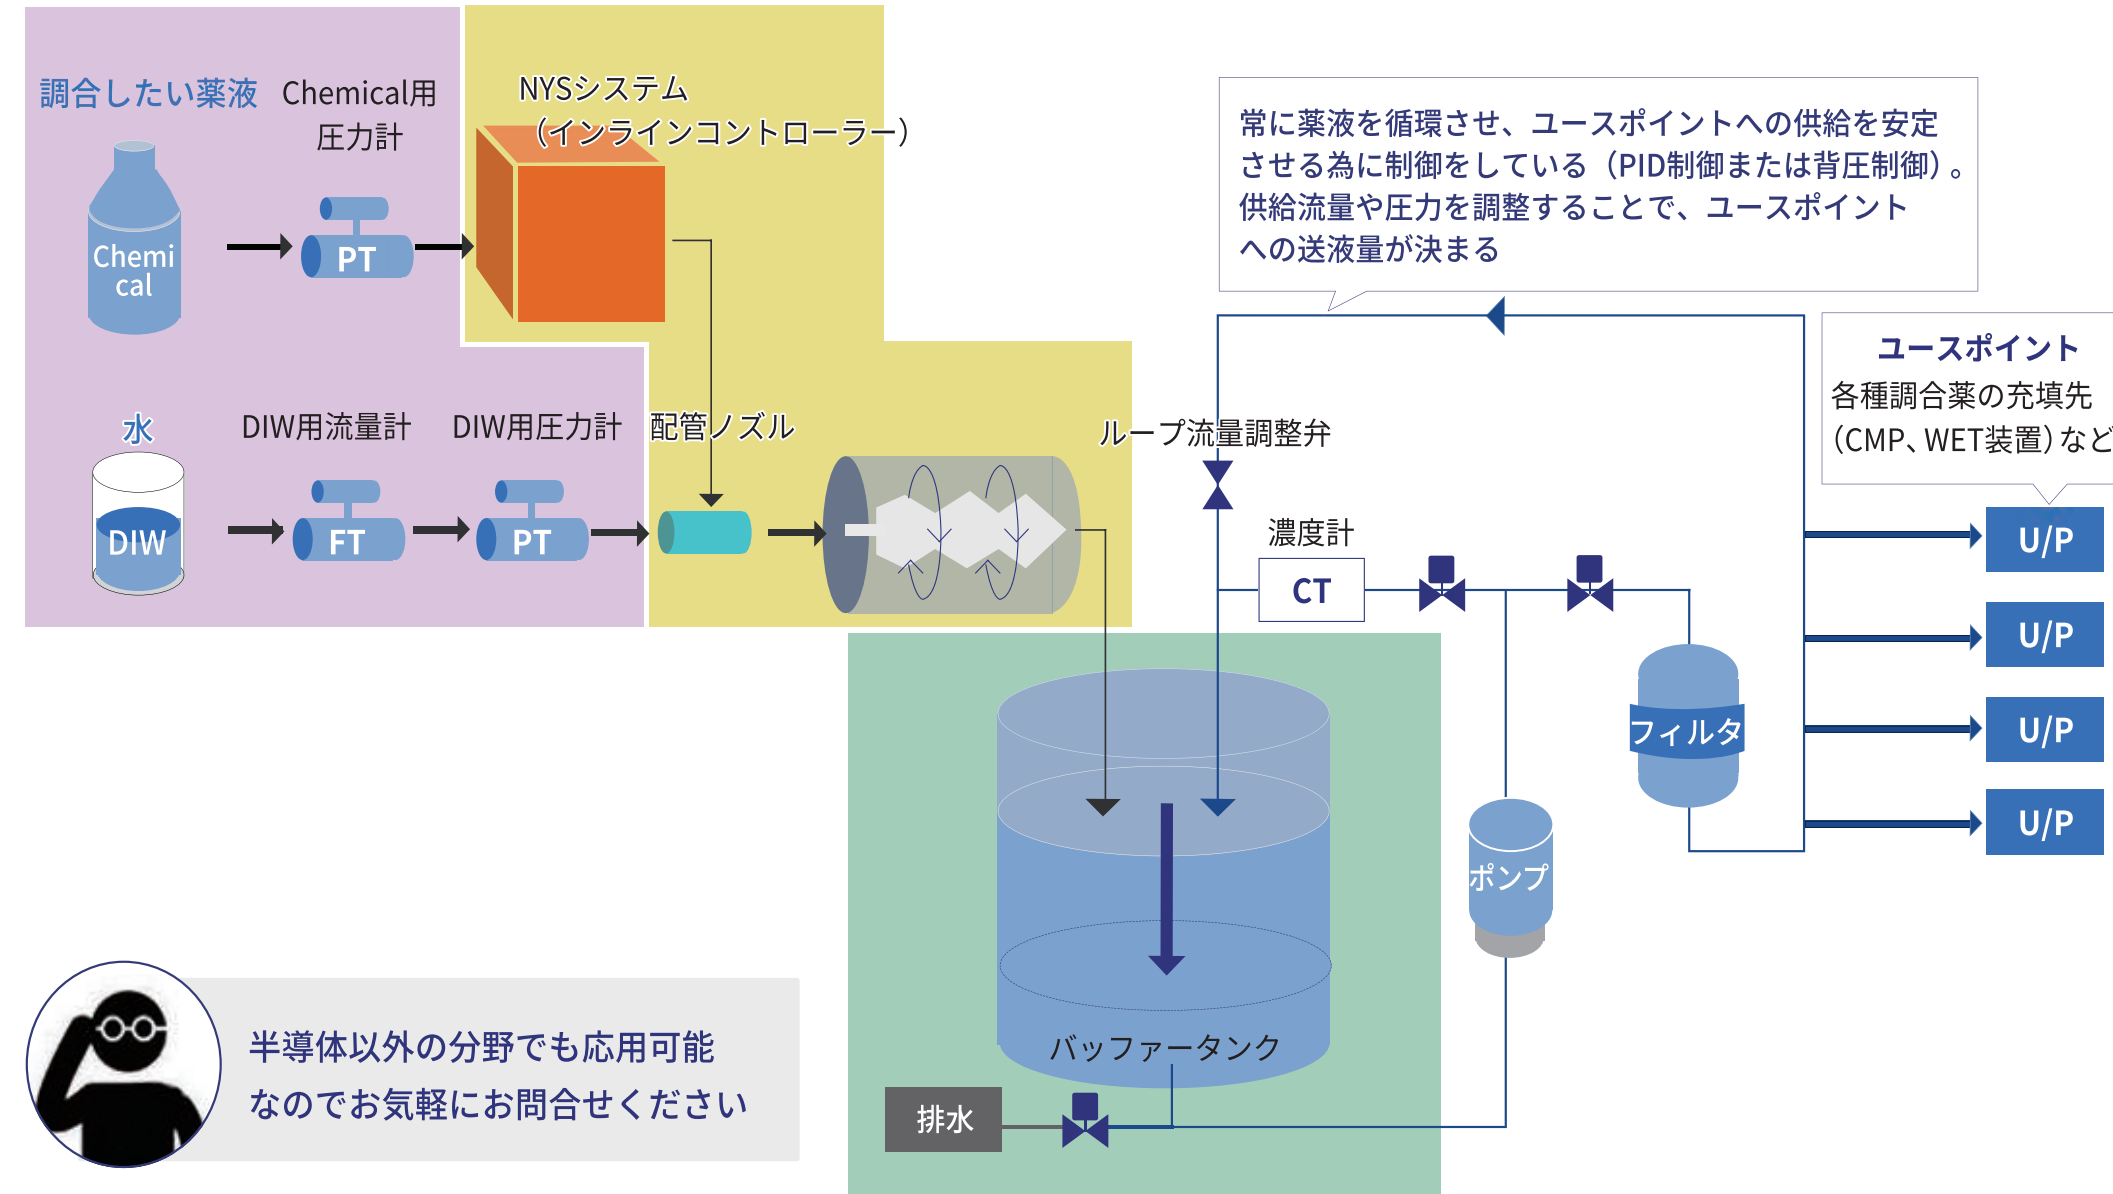 調合したい薬液
Chemical用
圧力計
NYSシステム
（インラインコントローラー）
Chemi
cal
PT
常に薬液を循環させ、ユースポイントへの供給を安定
させる為に制御をしている（PID制御または背圧制御）。
供給流量や圧力を調整することで、ユースポイント
への送液量が決まる
水
DIW用流量計
DIW用圧力計
配管ノズル
DIW
FT
PT
ループ流量調整弁
濃度計
CT
ユースポイント
各種調合薬の充填先
（CMP、WET装置）など
U/P
U/P
U/P
U/P
フィルタ
ポンプ
バッファータンク
排水
半導体以外の分野でも応用可能
なのでお気軽にお問合せください